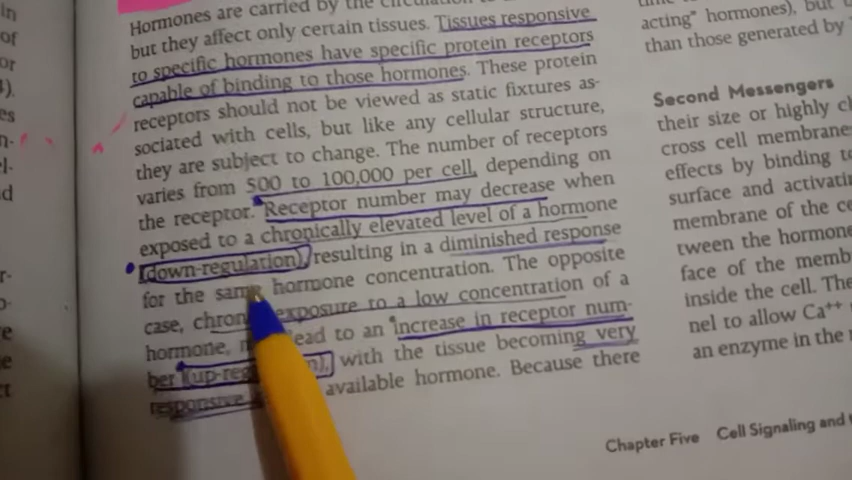 in
of
or
es
Hormones are carried by the
but they affect only certain tissues. Tissues responsive
to specific hormones have specific protein receptors
capable of binding to those hormones. These protein
receptors should not be viewed as static fixtures as-
sociated with cells, but like any cellular structure,
they are subject to change. The number of receptors
varies from 500 to 100,000 per cell, depending on
the receptor. Receptor number may decrease when
exposed to a chronically elevated level of a hormone
(down-regulation), resulting in a diminished response
for the same hormone concentration. The opposite
case, exposure to a low concentration of a
hormone, lead to an increase in receptor num-
ber (up-reg n), with the tissue becoming very
responsive available hormone. Because there
acting" hormones), but
than those generated by
Second Messengers
their size or highly
cross cell membrane
effects by binding
surface and
membrane of the
tween the
face of the
inside the cell.
nel to allow Ca++
an enzyme in the
Chapter Five Cell Signaling and